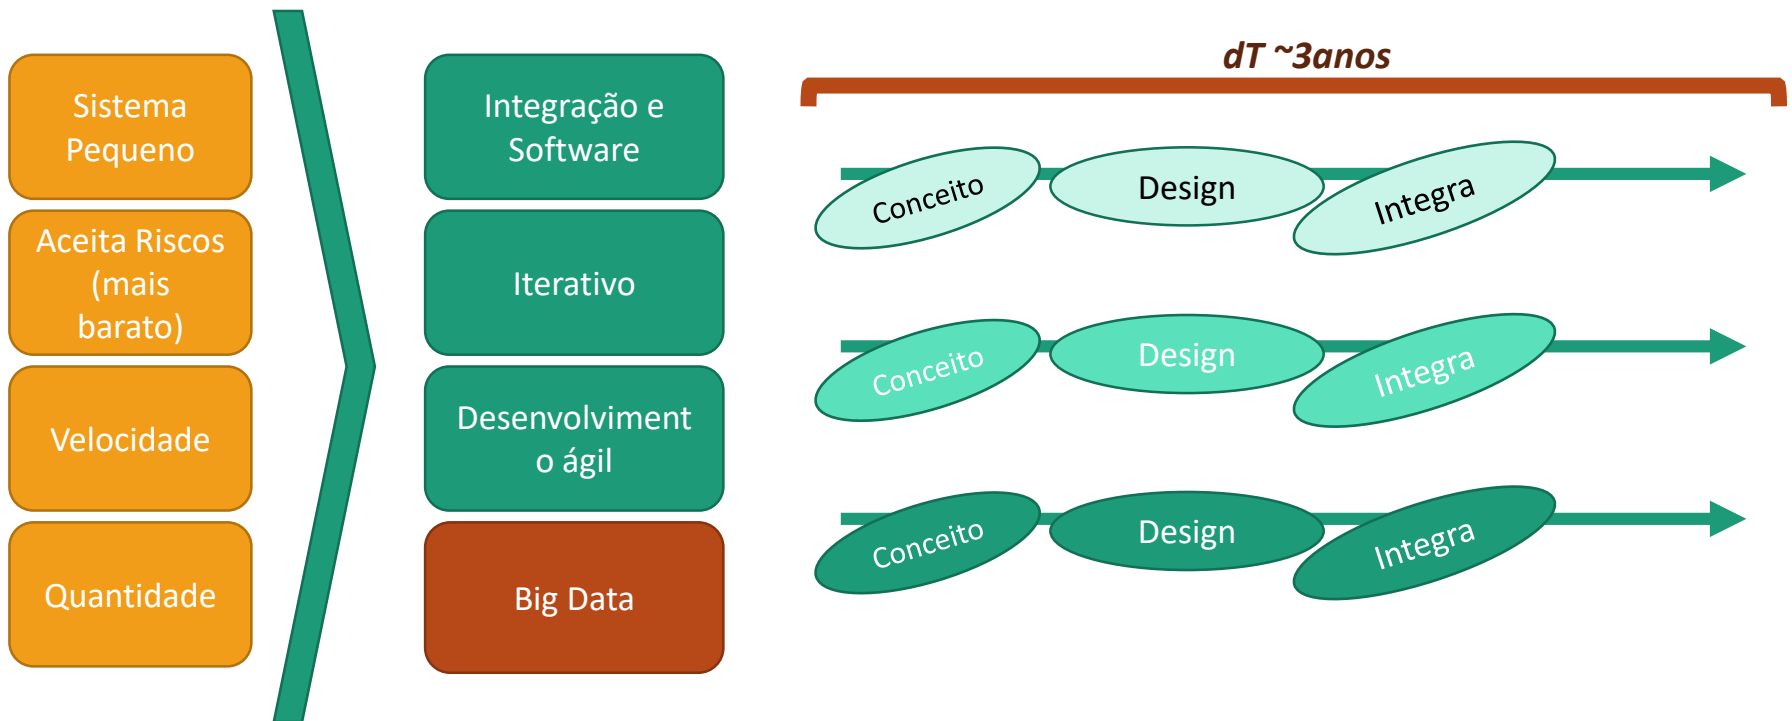 Sistema
Pequeno
Aceita Riscos
(mais
barato)
Velocidade
Quantidade
Integração e
Software
Iterativo
Desenvolviment
o ágil
Big Data
dT ~3anos
Conceito
Design
Integra
Conceito
Design
Integra
Conceito
Design
Integra